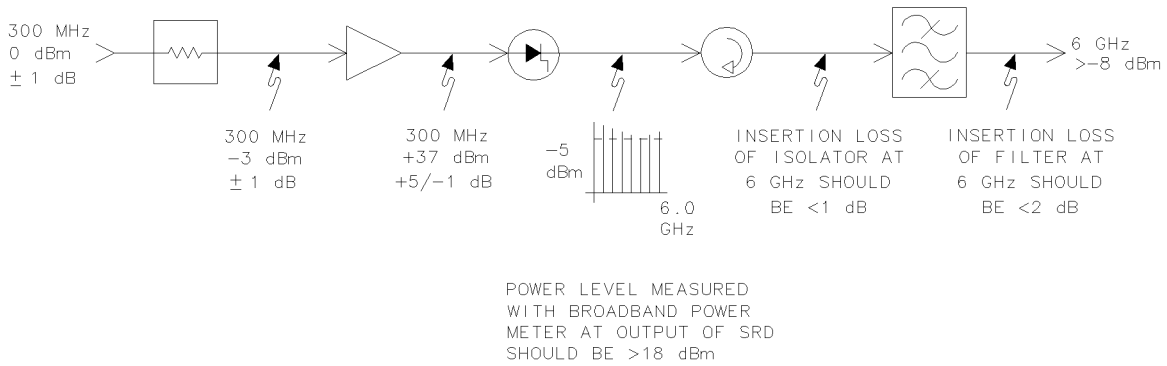 300 MHz
0 dBm
± 1 dB
300 MHz
-3 dBm
± 1 dB
300 MHz
+37 dBm
+5/-1 dB
-5
dBm
6.0
GHz
INSERTION LOSS
OF ISOLATOR AT
6 GHz SHOULD
BE <1 dB
INSERTION LOSS
OF FILTER AT
6 GHz SHOULD
BE <2 dB
6 GHz
>-8 dBm
POWER LEVEL MEASURED
WITH BROADBAND POWER
METER AT OUTPUT OF SRD
SHOULD BE >18 dBm